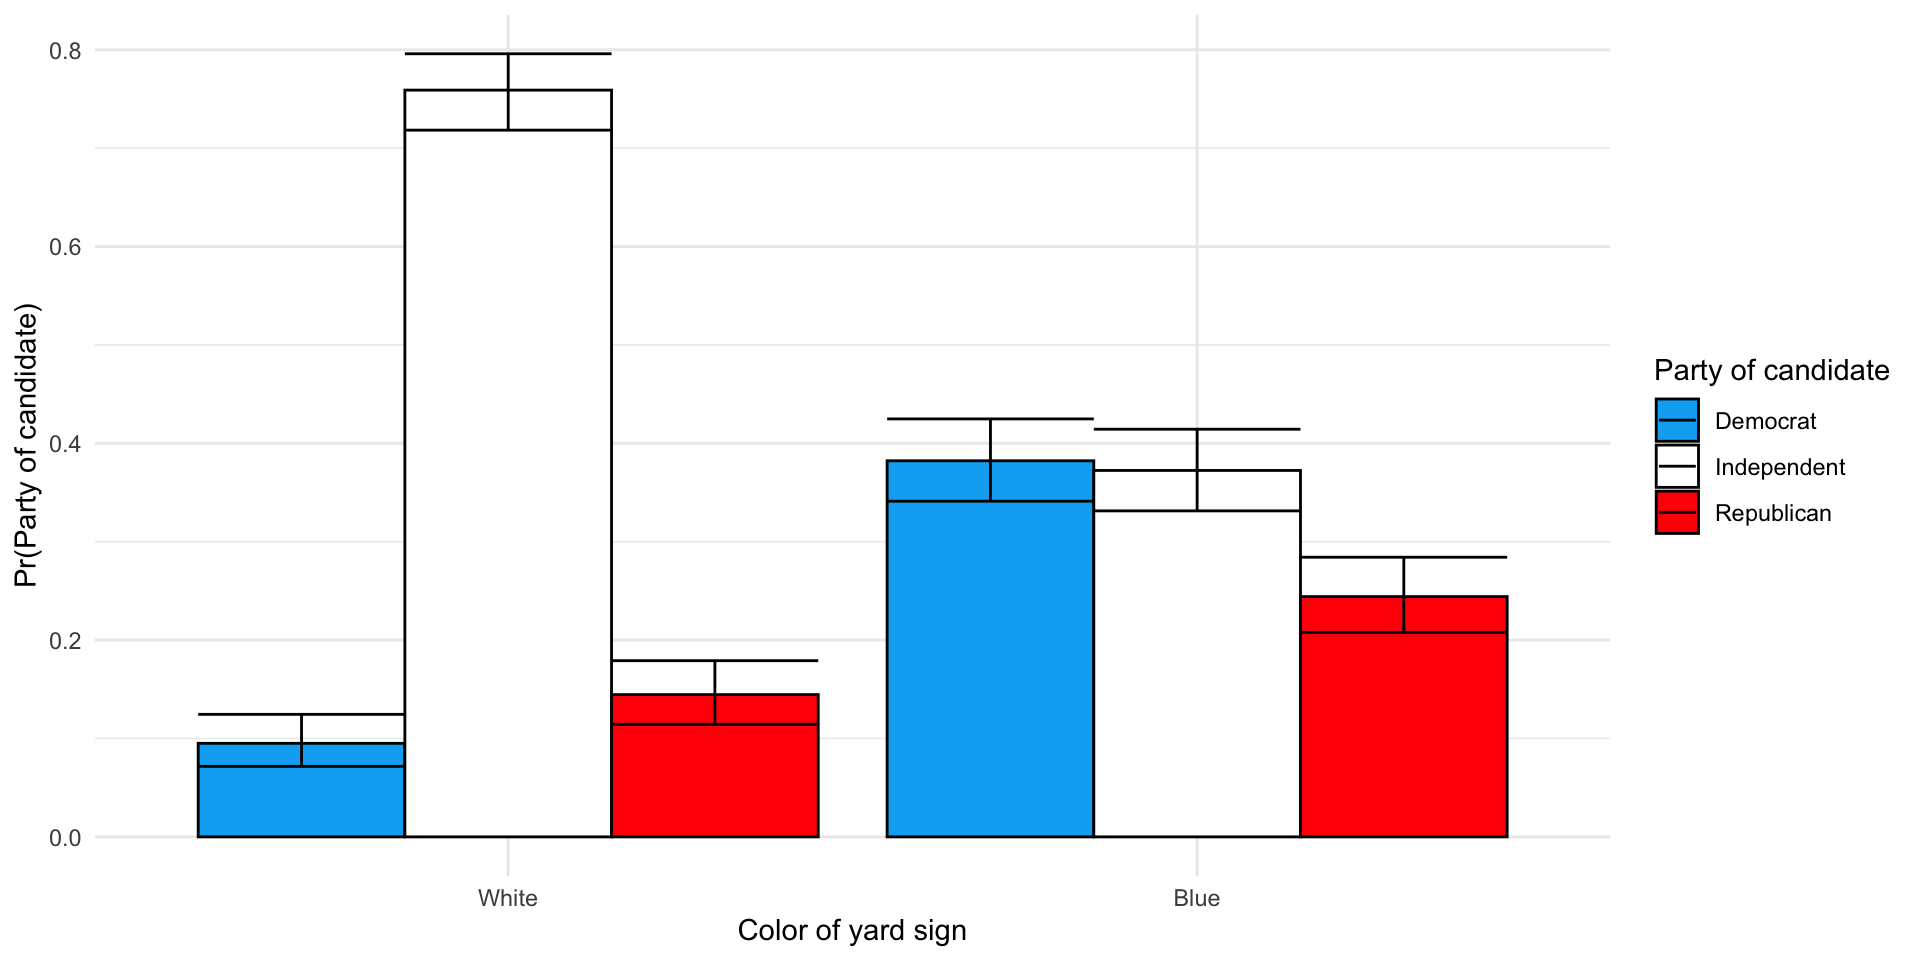 0.8
0.6
0.4
0.2
0.0
Pr(Party of candidate)
White
Blue
Color of yard sign
Party of candidate
Democrat
Independent
Republican